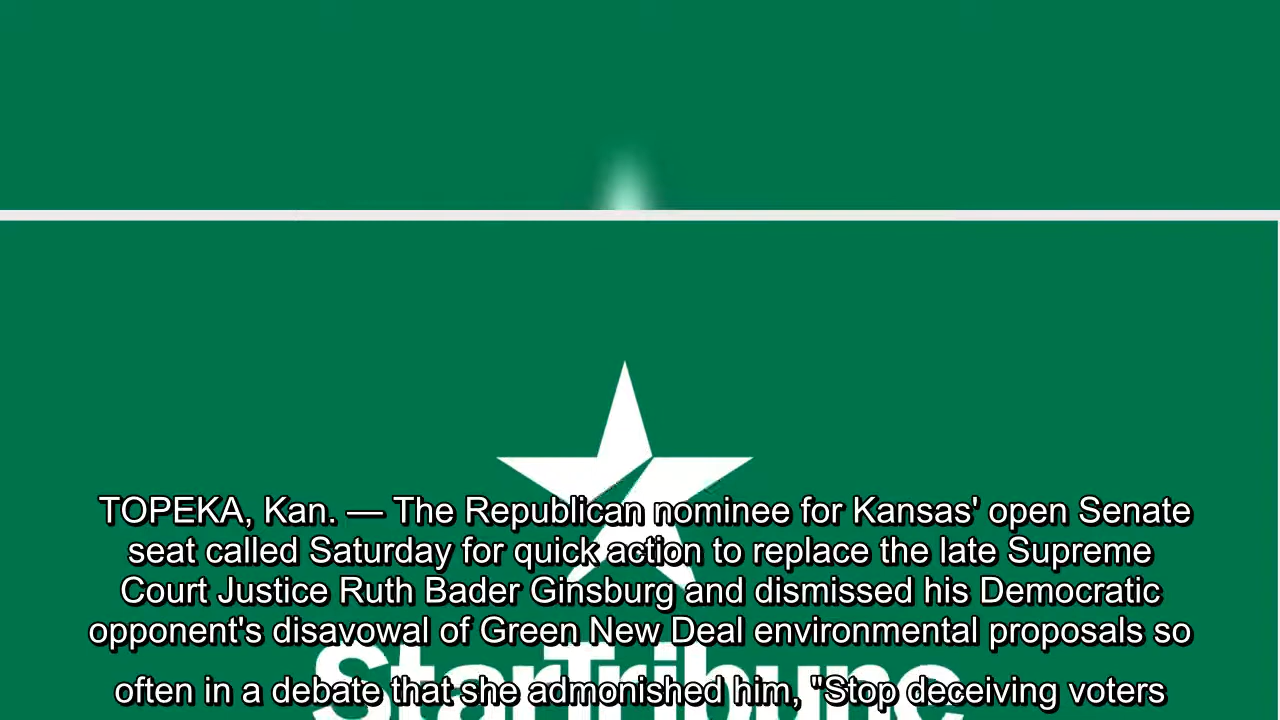 TOPEKA, Kan. — The Republican nominee for Kansas' open Senate
seat called Saturday for quick action to replace the late Supreme
Court Justice Ruth Bader Ginsburg and dismissed his Democratic
opponent's disavowal of Green New Deal environmental proposals so
StarTribune
often in a debate that she admonished him, "Stop deceiving voters